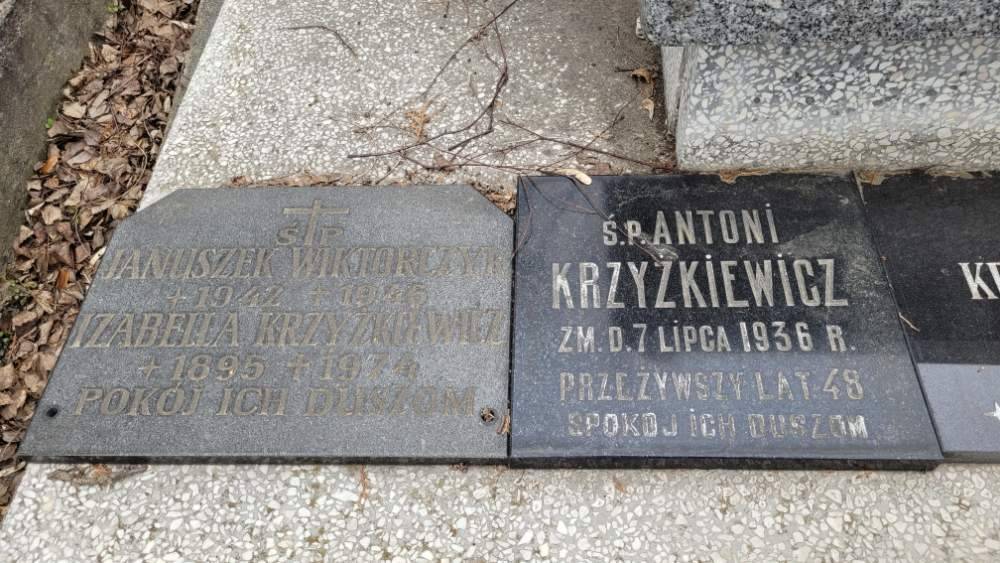 Ś P
JANUSZEK WIKTORCZYK
+ 1942 + 1946
IZABELLA KRZYŻKIEWICZ
+ 1895 + 1974
POKÓJ ICH DUSZOM
Ś.P. ANTONI
KRZYŻKIEWICZ
ZM. D. 7 LIPCA 1936 R.
PRZEŻYWSZY LAT. 48
SPOKÓJ ICH DUSZOM